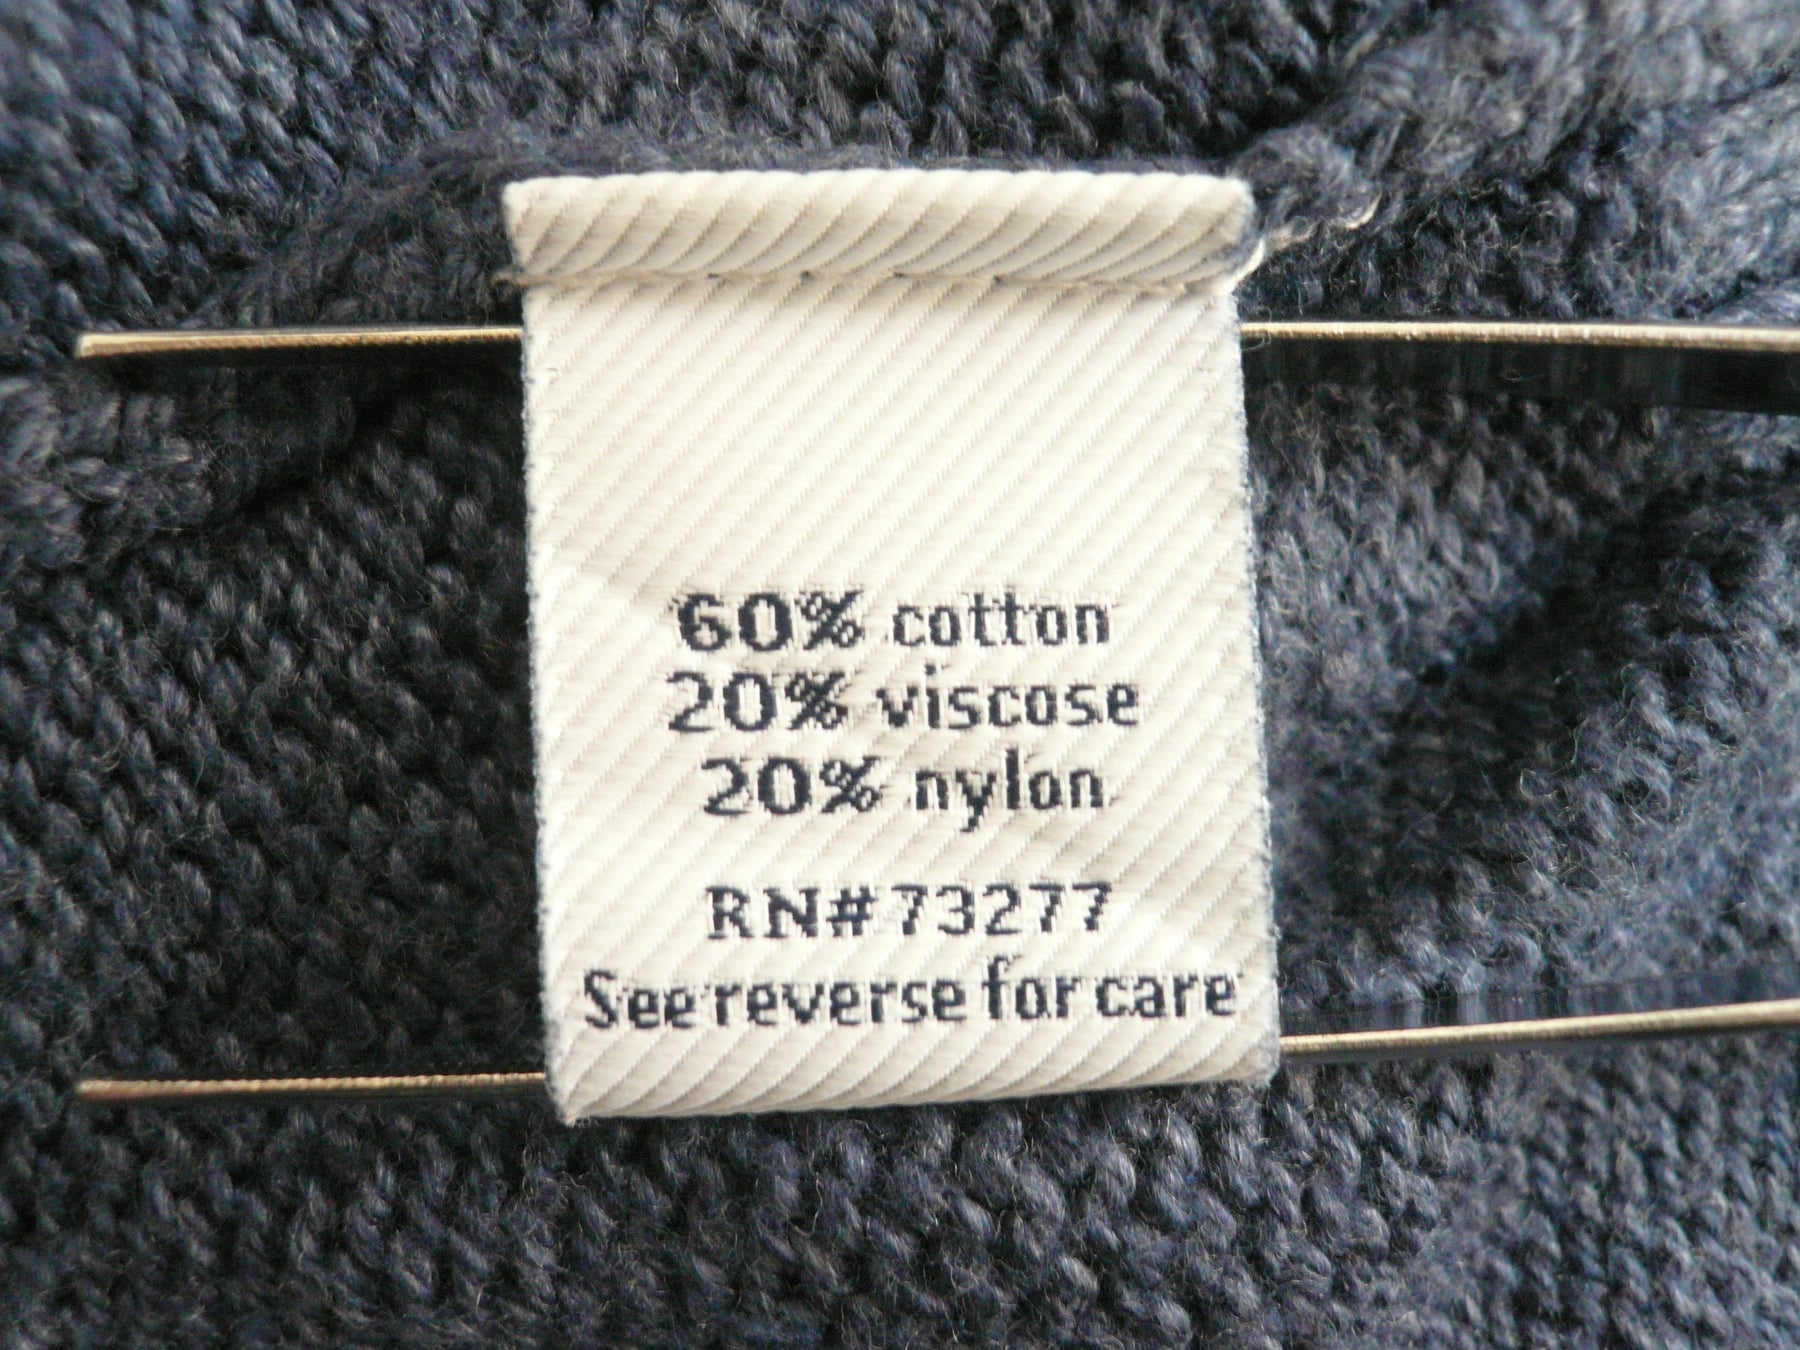 60% cotton
20% viscose
20% nylon
RN#73277
See reverse for care